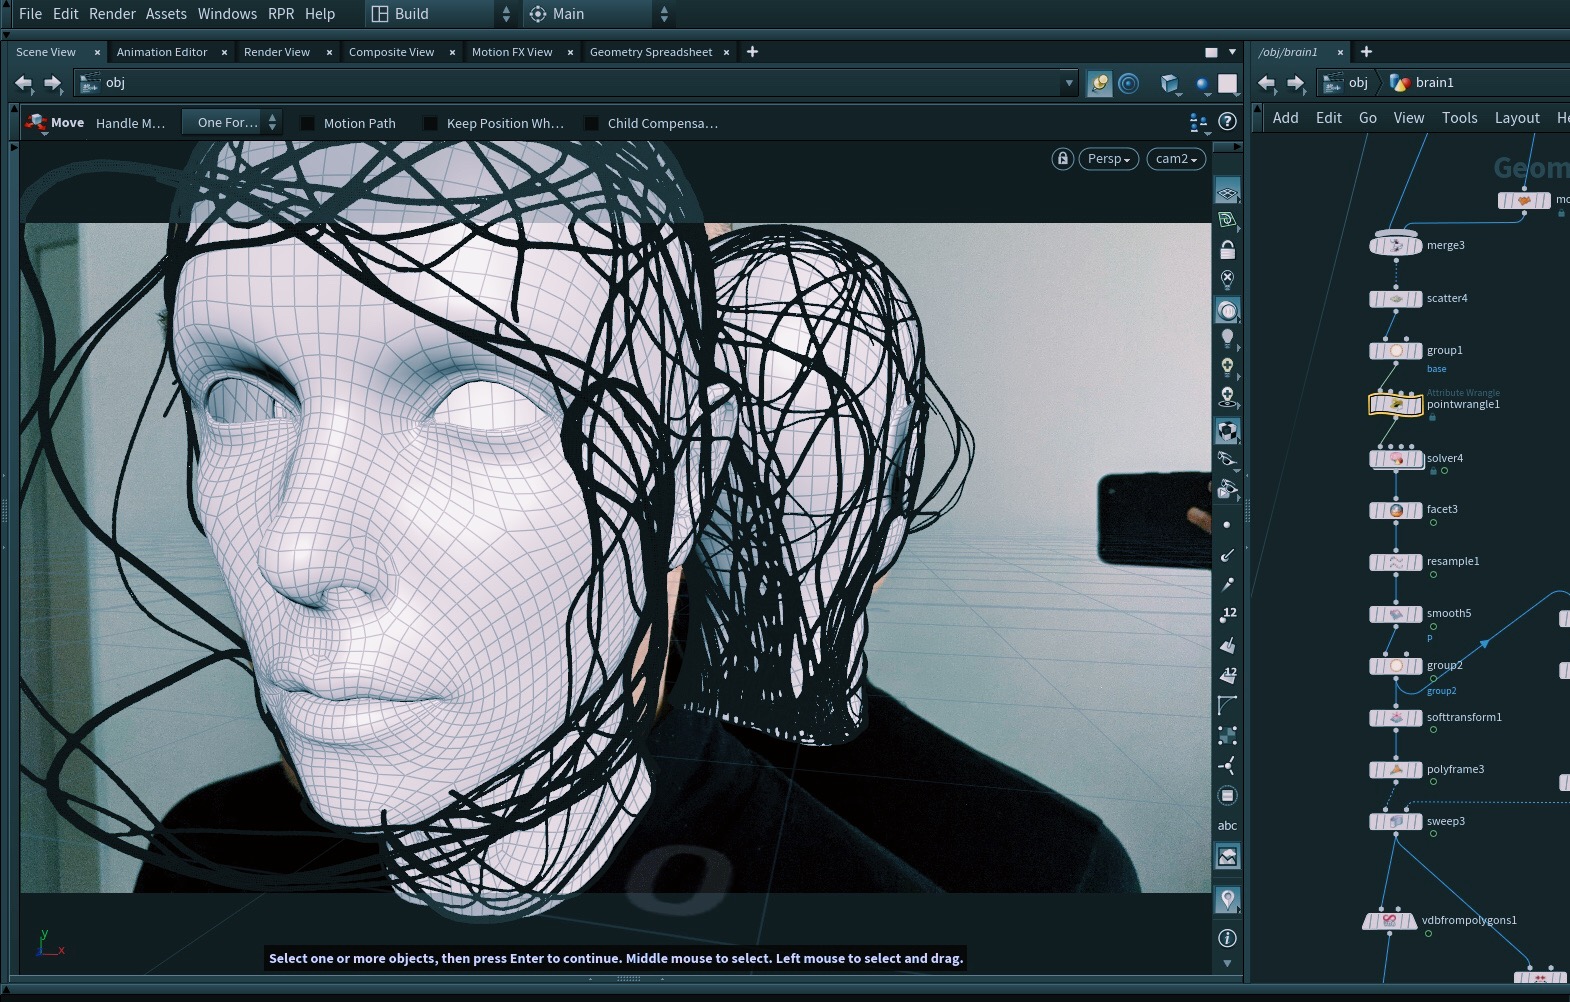 File Edit Render Assets Windows RPR Help Build Main
Scene View × Animation Editor × Render View × Composite View × Motion FX View × Geometry Spreadsheet × +
/obj/brain1 × +
obj
obj brain1
Move Handle M... One For... Motion Path Keep Position Wh... Child Compensa...
Add Edit Go View Tools Layout He
Persp cam2
Geom
mo
merge3
scatter4
group1
base
Attribute Wrangle
pointwrangle1
solver4
facet3
resample1
smooth5
P
group2
group2
softtransform1
polyframe3
sweep3
vdbfrompolygons1
12
12
abc
y
x
Select one or more objects, then press Enter to continue. Middle mouse to select. Left mouse to select and drag.